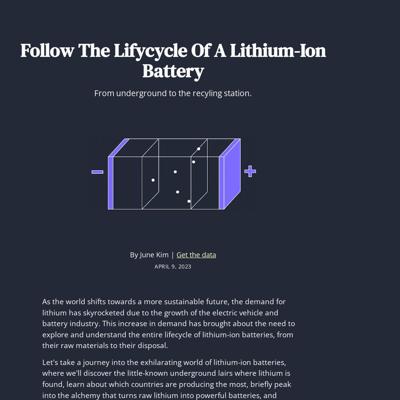 Follow The Lifycycle Of A Lithium-Ion
Battery
From underground to the recyling station.
By June Kim | Get the data
APRIL 9, 2023
As the world shifts towards a more sustainable future, the demand for
lithium has skyrocketed due to the growth of the electric vehicle and
battery industry. This increase in demand has brought about the need to
explore and understand the entire lifecycle of lithium-ion batteries, from
their raw materials to their disposal.
Let's take a journey into the exhilarating world of lithium-ion batteries,
where we'll discover the little-known underground lairs where lithium is
found, learn about which countries are producing the most, briefly peak
into the alchemy that turns raw lithium into powerful batteries, and